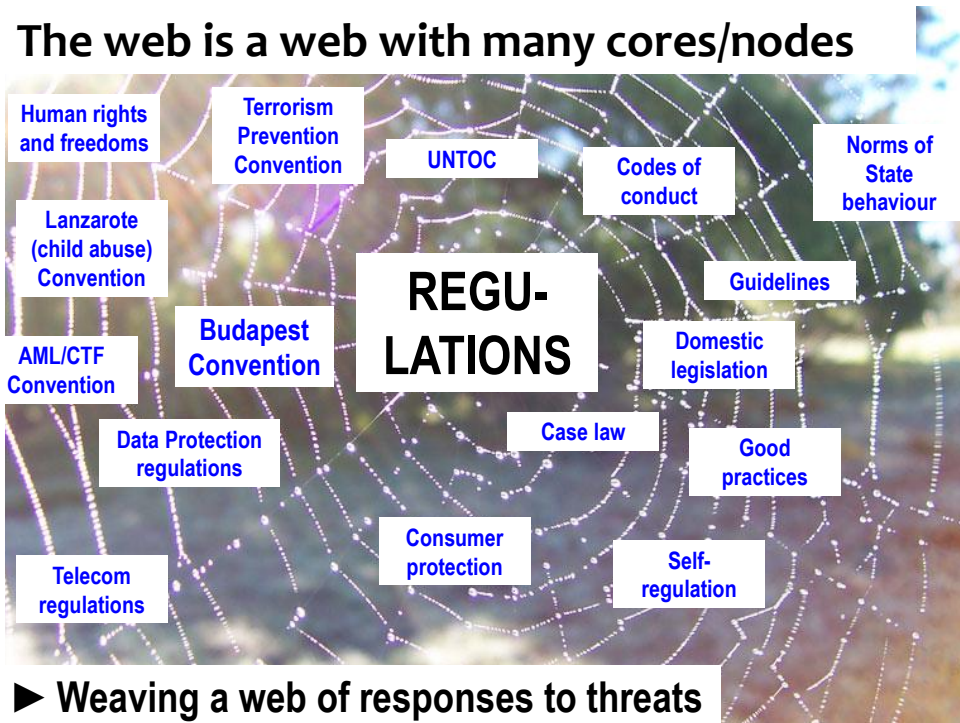 The web is a web with many cores/nodes
Human rights
and freedoms
Terrorism
Prevention
Convention
UNTOC
Codes of
conduct
Norms of
State
behaviour
Lanzarote
(child abuse)
Convention
REGU-
LATIONS
Guidelines
Budapest
Convention
Domestic
legislation
AML/CTF
Convention
Case law
Data Protection
regulations
Good
practices
Consumer
protection
Self-
regulation
Telecom
regulations
► Weaving a web of responses to threats